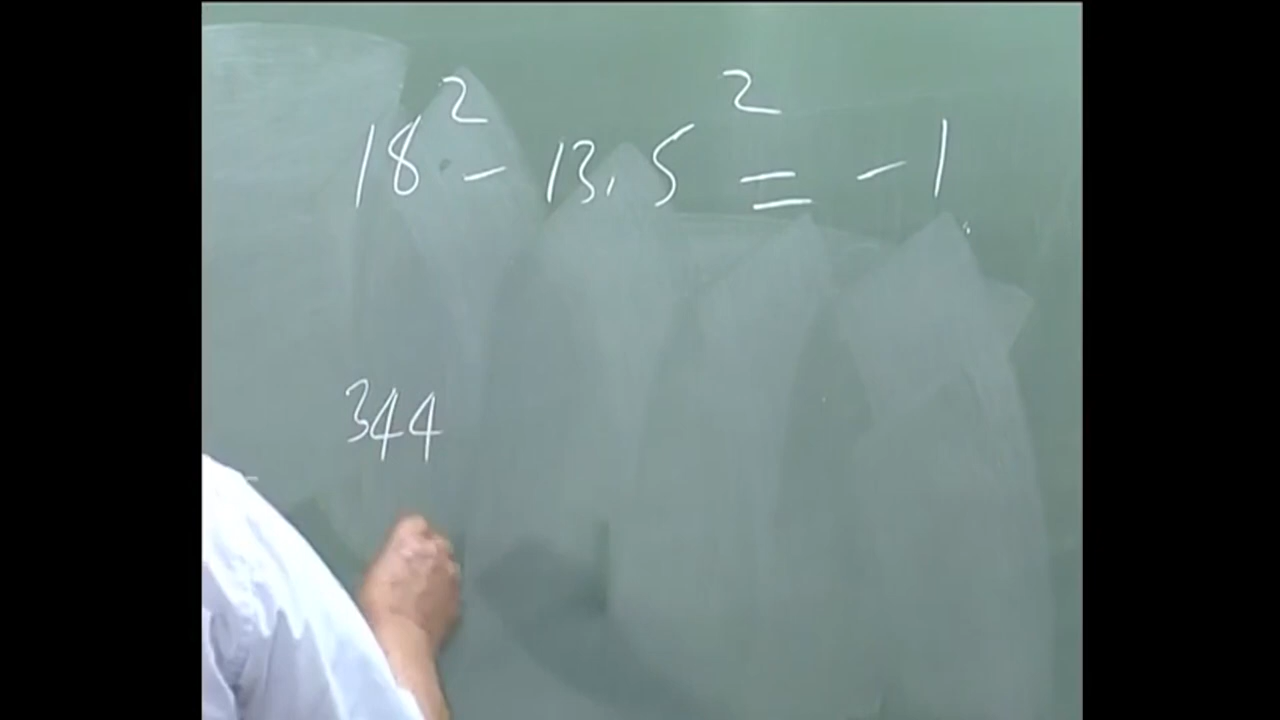 18² - 13.5² = -1
344